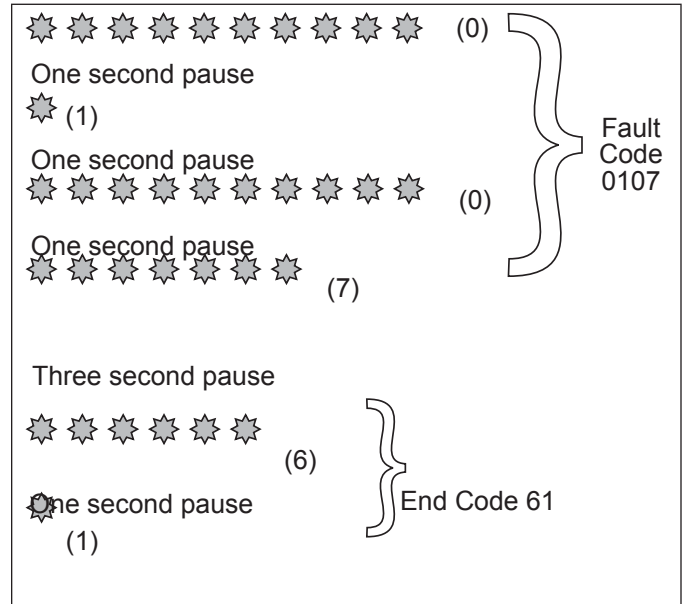 (0)
One second pause
(1)
One second pause
(0)
One second pause
(7)
Fault
Code
0107
Three second pause
(6)
One second pause
(1)
End Code 61